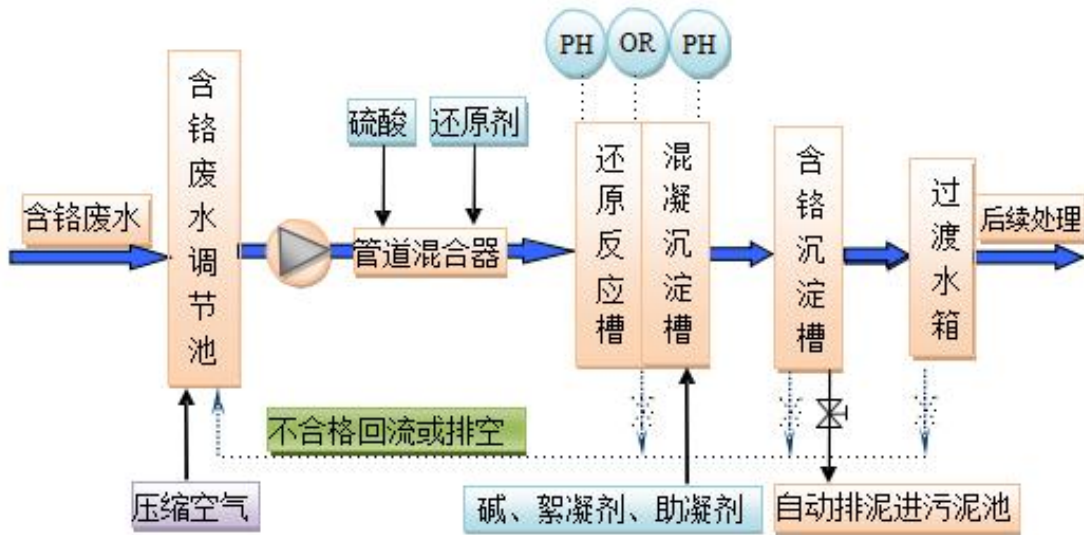 PH OR PH
含铬废水调节池
硫酸
还原剂
还原反应槽
混凝沉淀槽
含铬沉淀槽
过渡水箱
含铬废水
管道混合器
后续处理
不合格回流或排空
压缩空气
碱、絮凝剂、助凝剂
自动排泥进污泥池